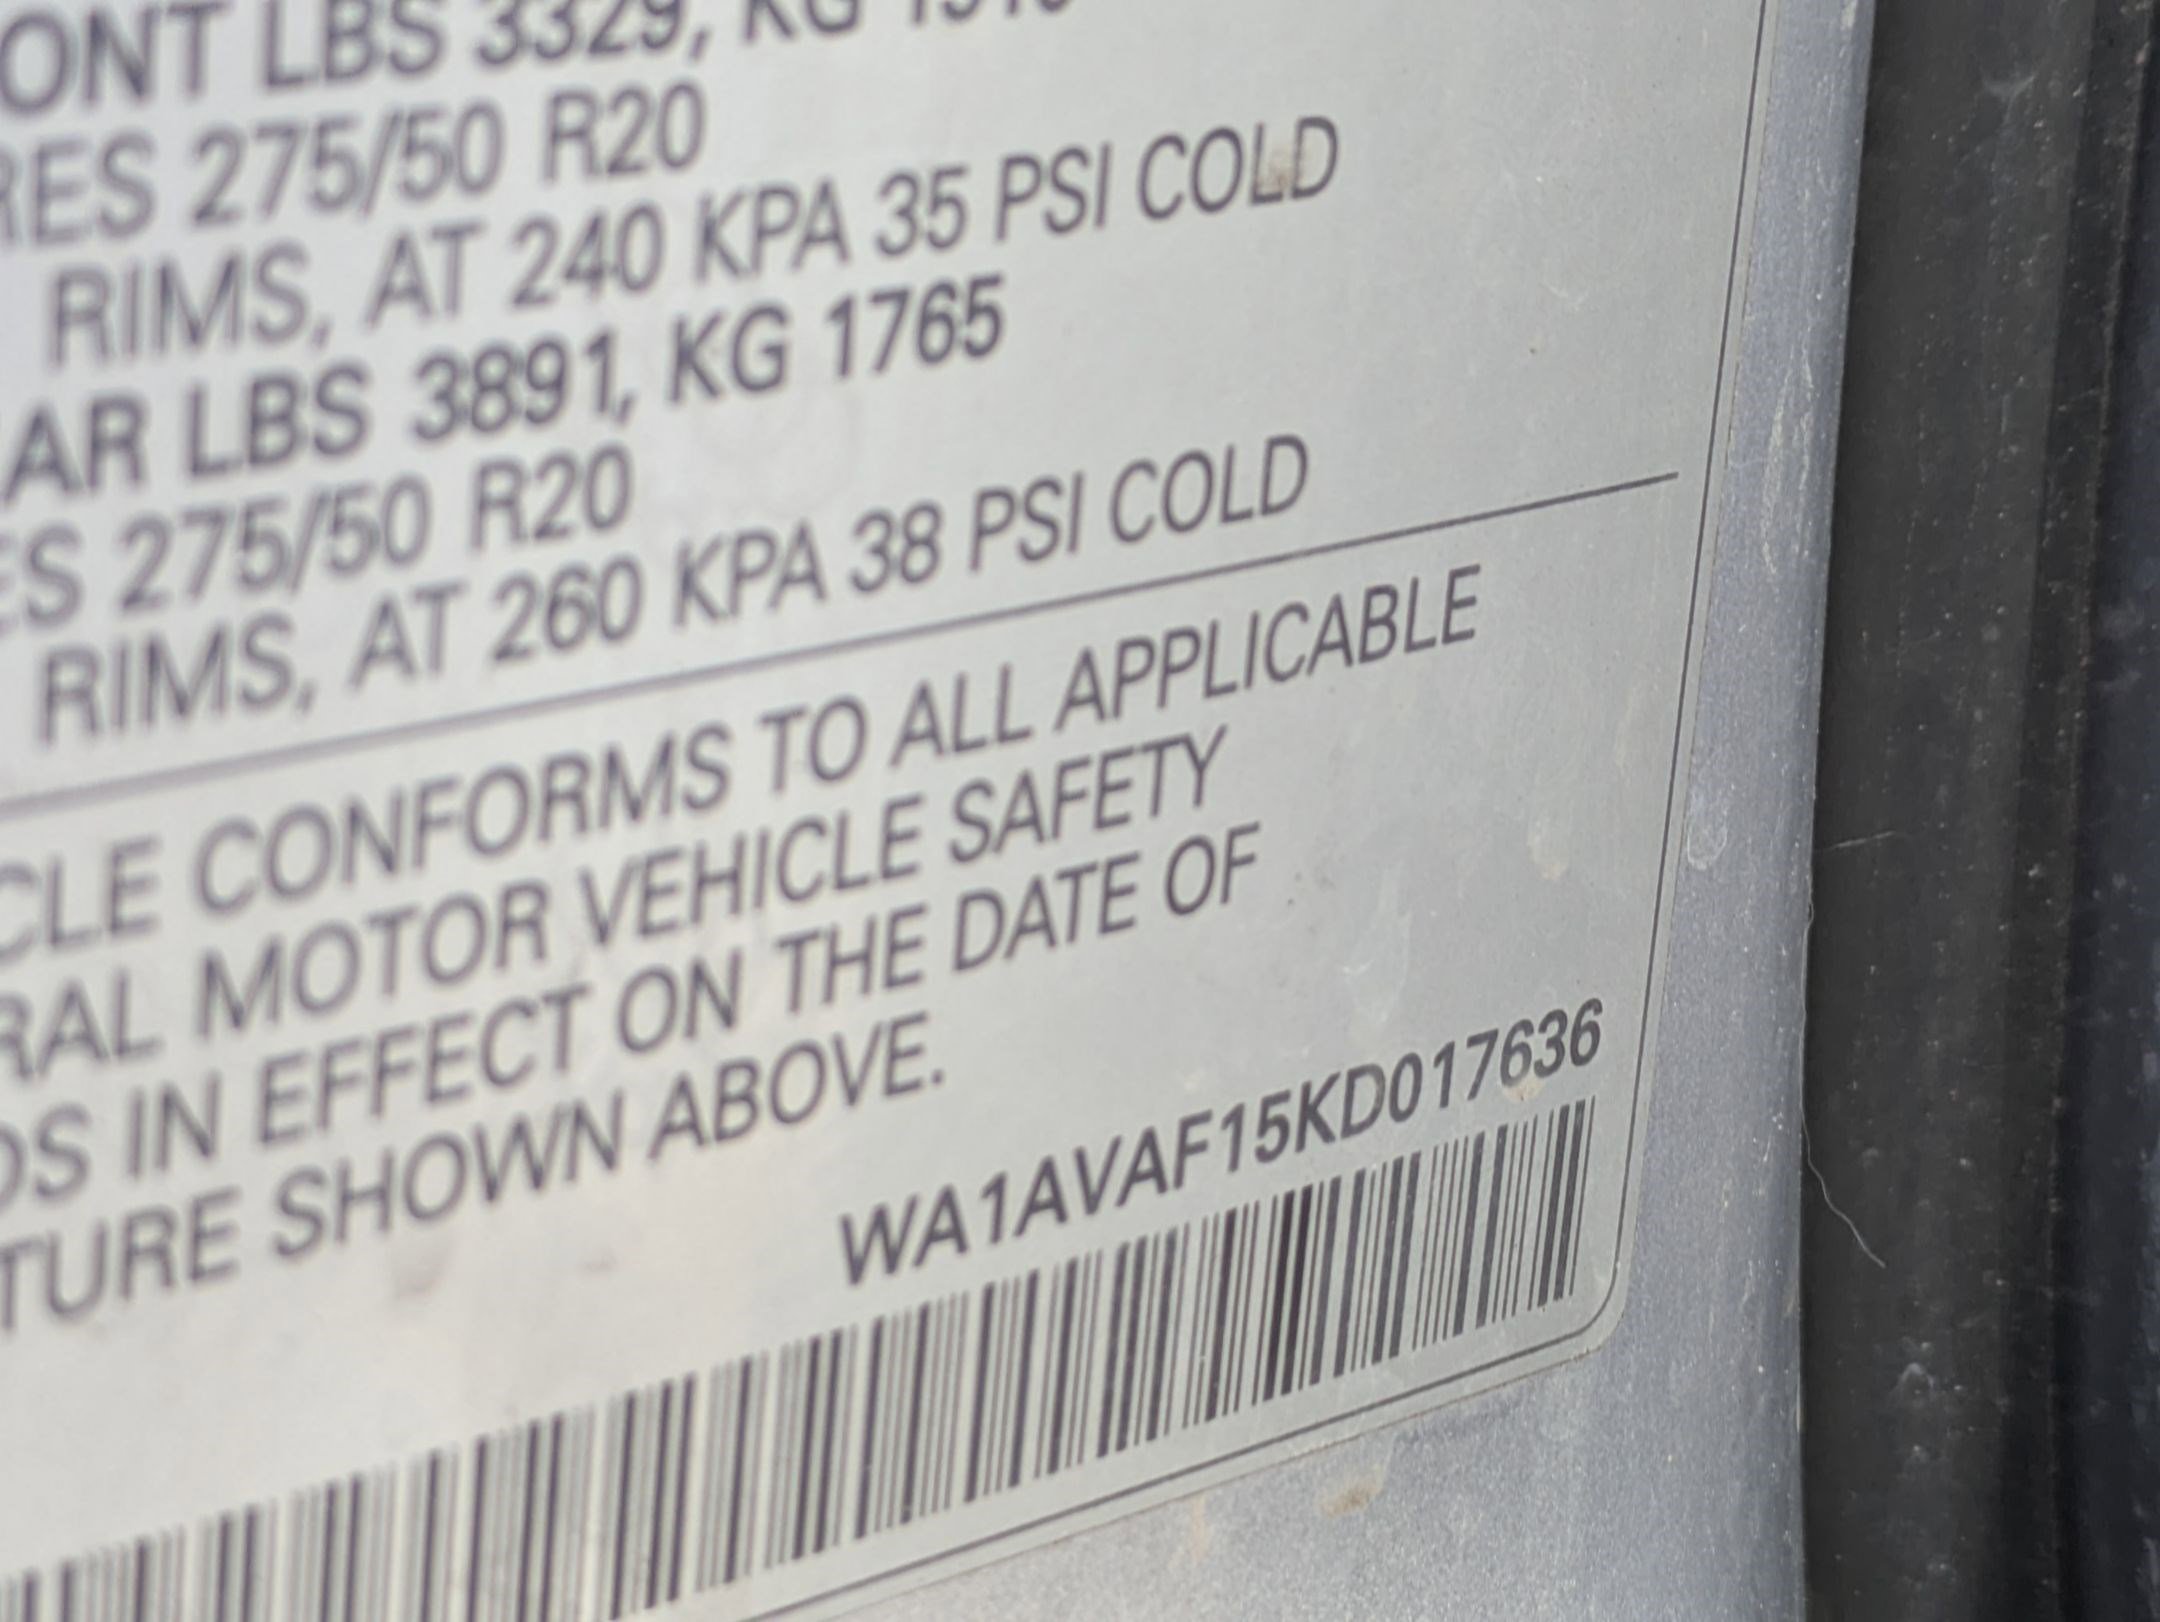 ONT LBS 3329, KG 1510
RES 275/50 R20
RIMS, AT 240 KPA 35 PSI COLD
AR LBS 3891, KG 1765
ES 275/50 R20
RIMS, AT 260 KPA 38 PSI COLD
CLE CONFORMS TO ALL APPLICABLE
RAL MOTOR VEHICLE SAFETY
DS IN EFFECT ON THE DATE OF
TURE SHOWN ABOVE.
WA1AVAF15KD017636